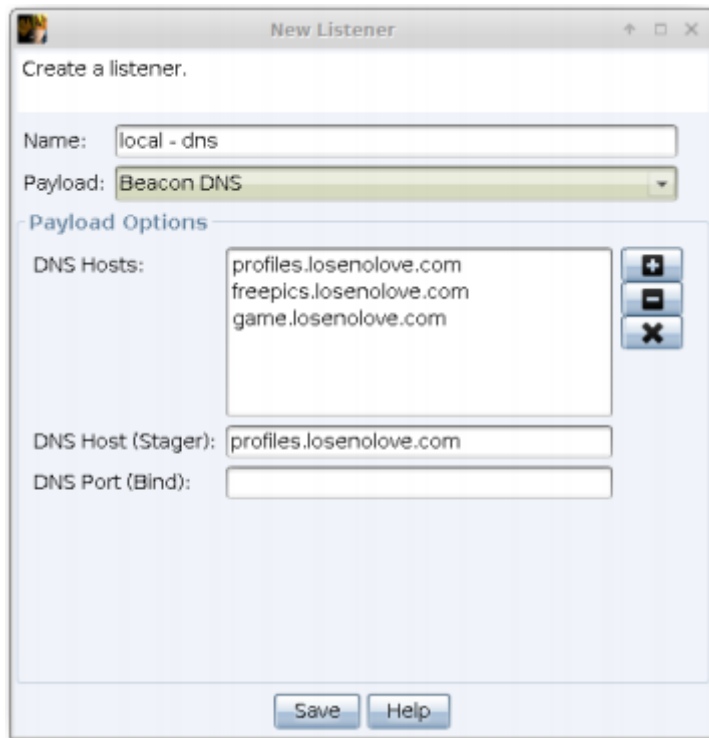 New Listener
Create a listener.
Name: local - dns
Payload: Beacon DNS
Payload Options
DNS Hosts: profiles.losenolove.com
freepics.losenolove.com
game.losenolove.com
DNS Host (Stager): profiles.losenolove.com
DNS Port (Bind):
Save Help